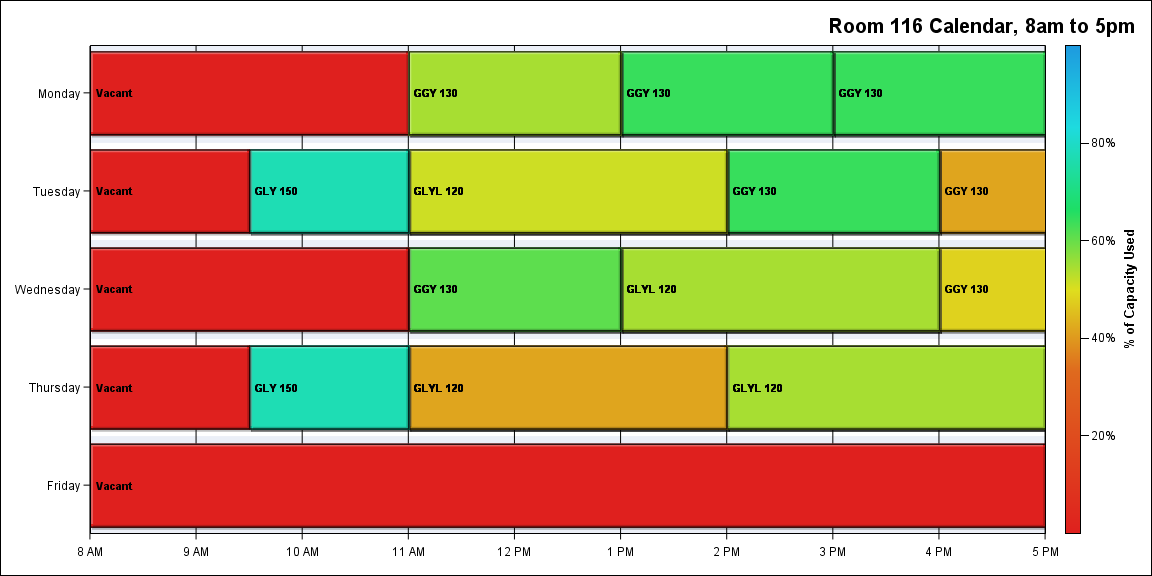 Room 116 Calendar, 8am to 5pm
Monday
Vacant
GGY 130
GGY 130
GGY 130
Tuesday
Vacant
GLY 150
GLYL 120
GGY 130
GGY 130
Wednesday
Vacant
GGY 130
GLYL 120
GGY 130
Thursday
Vacant
GLY 150
GLYL 120
GLYL 120
Friday
Vacant
8 AM
9 AM
10 AM
11 AM
12 PM
1 PM
2 PM
3 PM
4 PM
5 PM
80%
60%
40%
20%
% of Capacity Used